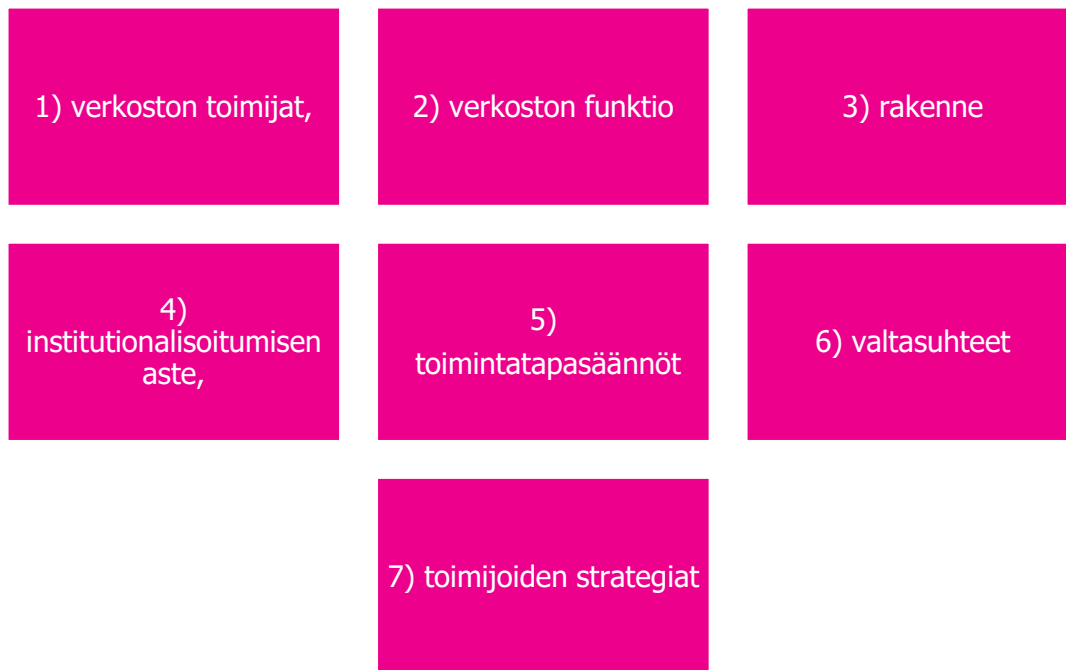 1) verkoston toimijat,
2) verkoston funktio
3) rakenne
4)
institutionalisoitumisen
aste,
5)
toimintatapasäännöt
6) valtasuhteet
7) toimijoiden strategiat